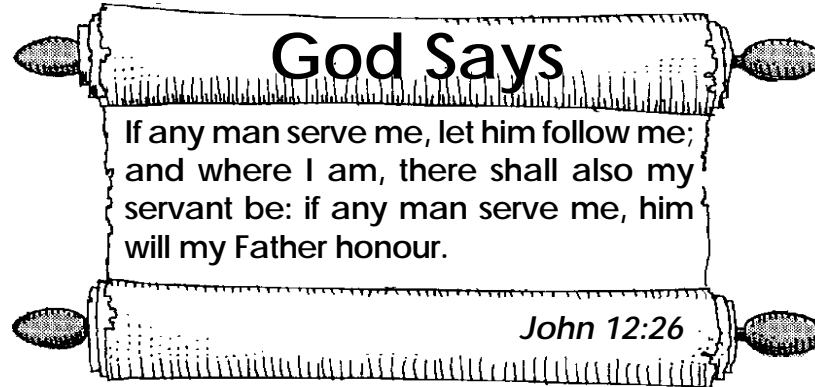 God Says
If any man serve me, let him follow me;
and where I am, there shall also my
servant be: if any man serve me, him
will my Father honour.
John 12:26